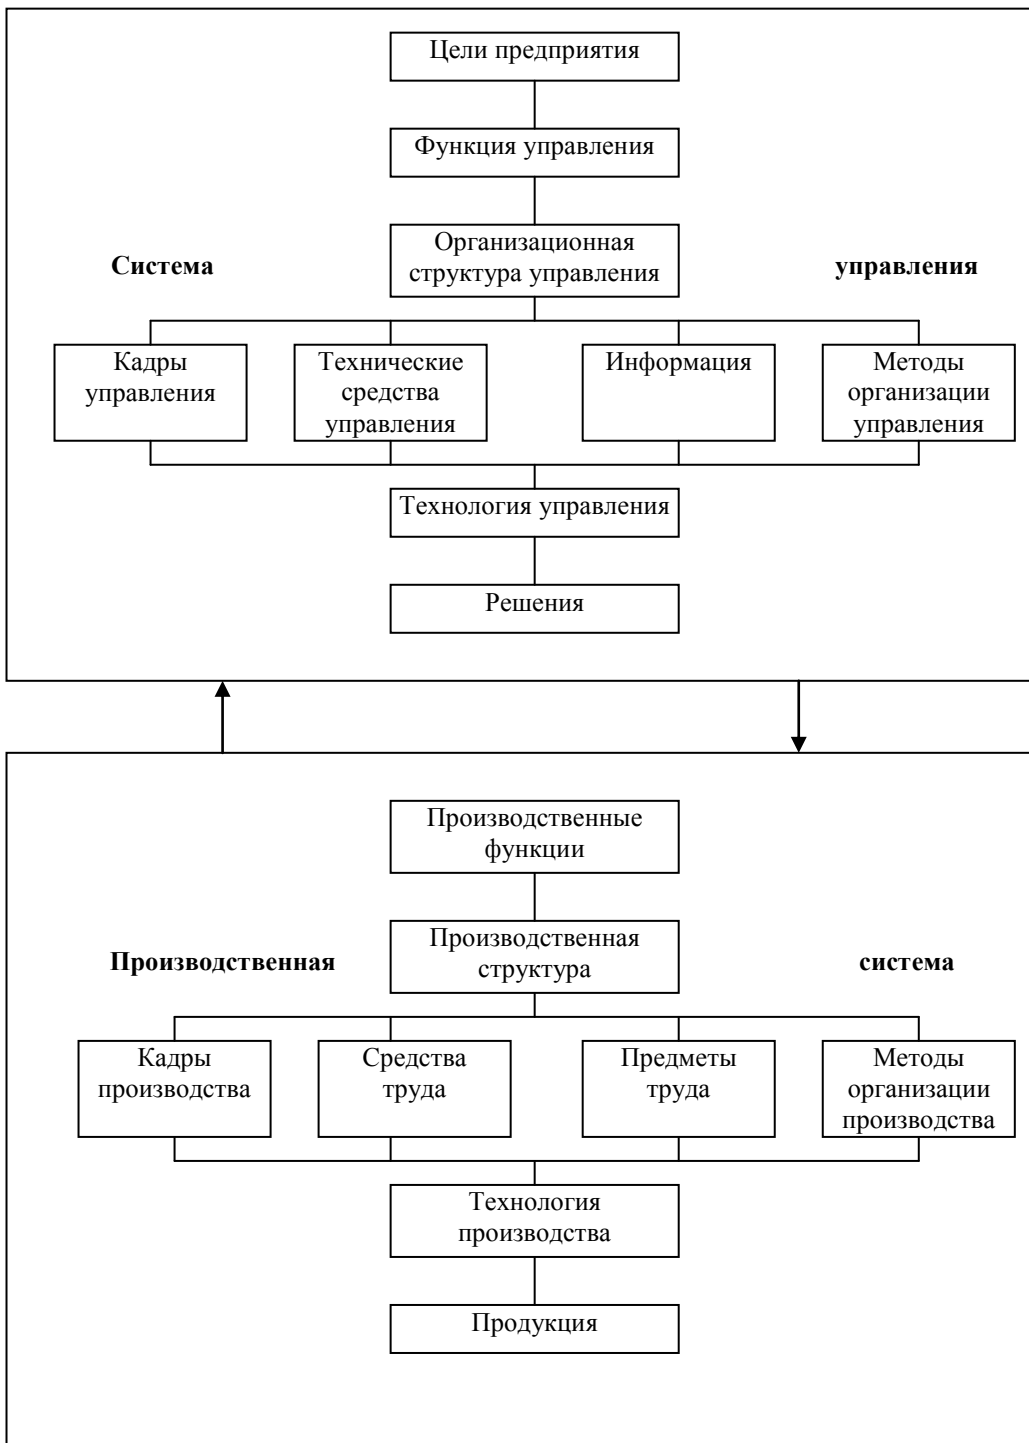 Цели предприятия
Функция управления
Организационная
структура управления
Система
управления
Кадры
управления
Технические
средства
управления
Информация
Методы
организации
управления
Технология управления
Решения
Производственные
функции
Производственная
структура
Производственная
система
Кадры
производства
Средства
труда
Предметы
труда
Методы
организации
производства
Технология
производства
Продукция